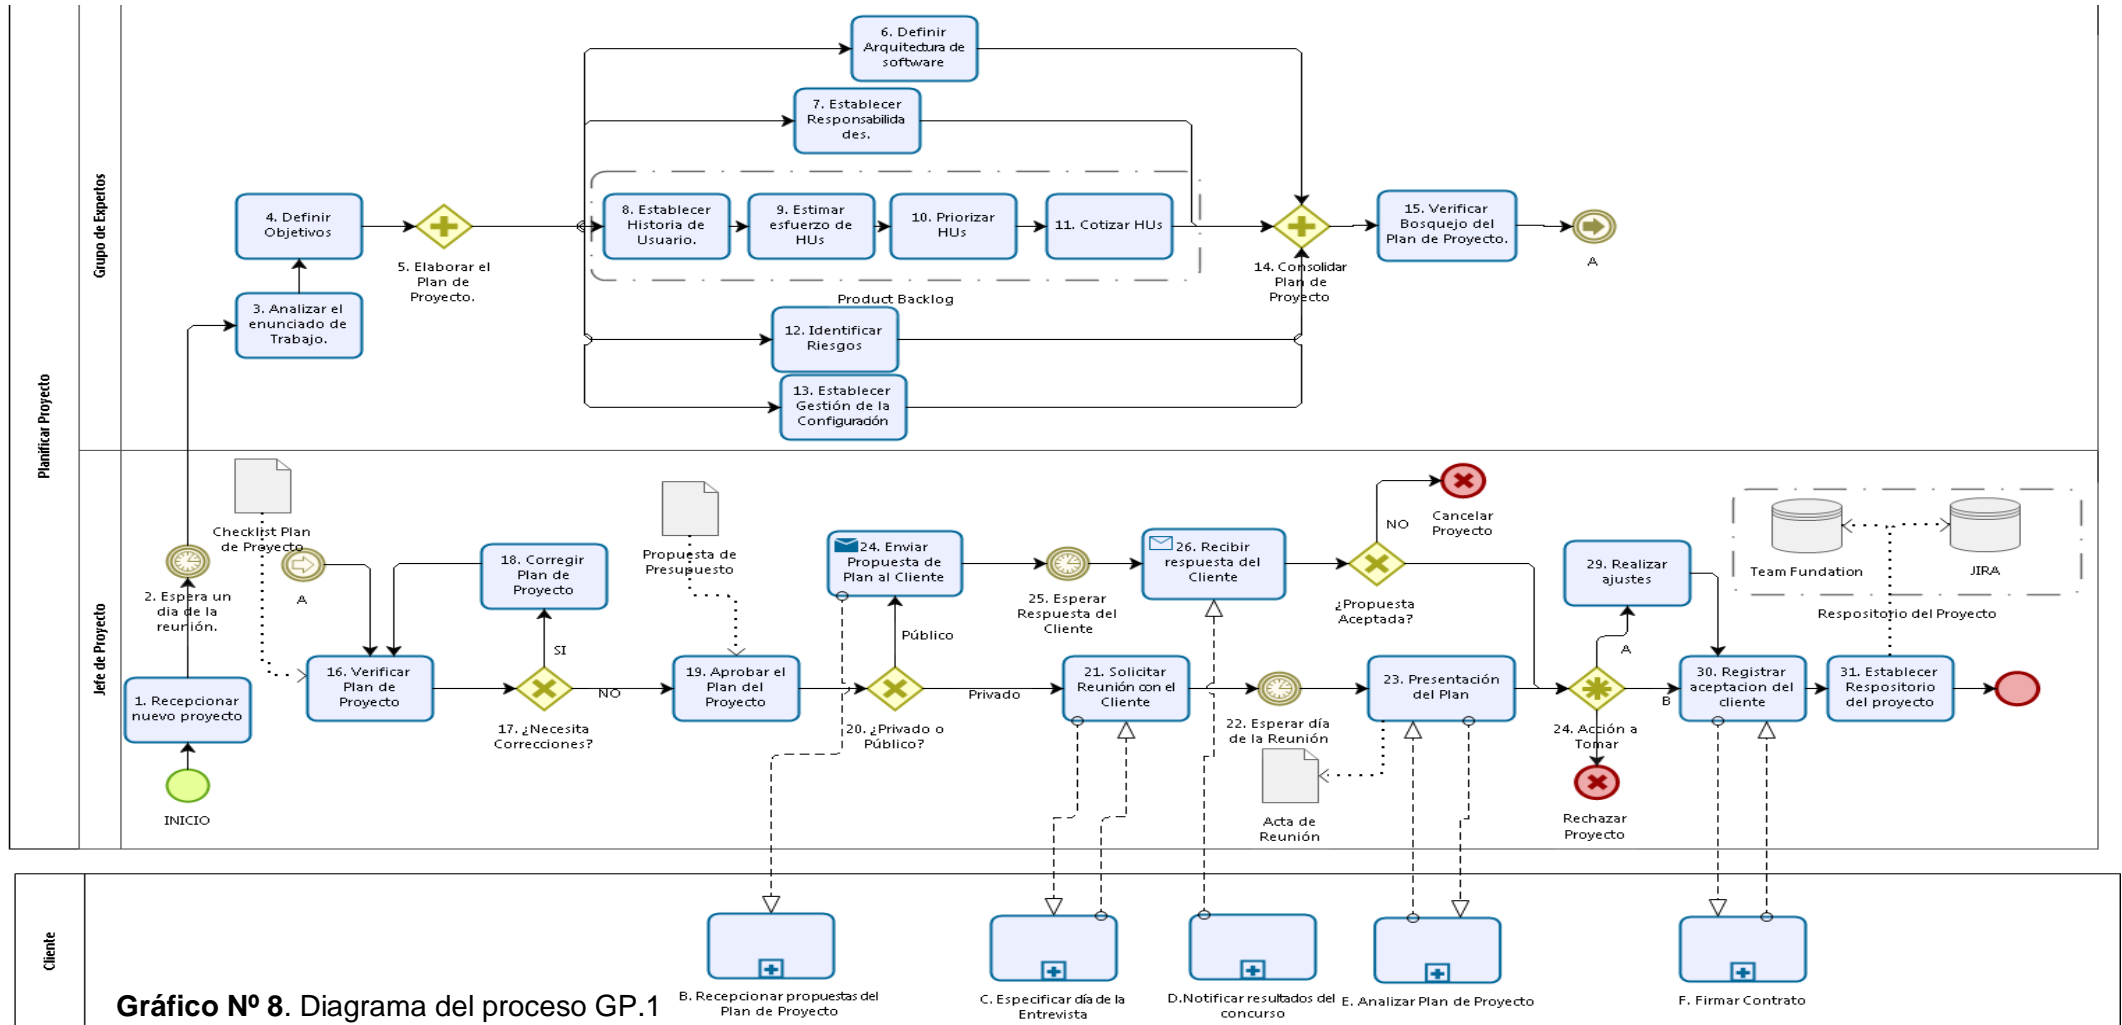 Planificar Proyecto
Grupo de Expertos
6. Definir
Arquitectura de
software
7. Establecer
Responsabilida
des.
4. Definir
Objetivos
5. Elaborar el
Plan de
Proyecto.
8. Establecer
Historia de
Usuario.
9. Estimar
esfuerzo de
HUs
10. Priorizar
HUs
11. Cotizar HUs
Product Backlog
14. Consolidar
Plan de
Proyecto
15. Verificar
Bosquejo del
Plan de Proyecto.
A
3. Analizar el
enunciado de
Trabajo.
12. Identificar
Riesgos
13. Establecer
Gestión de la
Configuración
Jefe de Proyecto
Checklist Plan
de Proyecto
2. Espera un
dia de la
reunión.
A
18. Corregir
Plan de
Proyecto
SI
Propuesta de
Presupuesto
24. Enviar
Propuesta de
Plan al Cliente
Público
25. Esperar
Respuesta del
Cliente
26. Recibir
respuesta del
Cliente
NO
Cancelar
Proyecto
¿Propuesta
Aceptada?
29. Realizar
ajustes
A
Team Fundation
JIRA
Respositorio del Proyecto
1. Recepcionar
nuevo proyecto
INICIO
16. Verificar
Plan de
Proyecto
17. ¿Necesita
Correcciones?
NO
19. Aprobar el
Plan del
Proyecto
20. ¿Privado o
Público?
Privado
21. Solicitar
Reunión con el
Cliente
22. Esperar día
de la Reunión
23. Presentación
del Plan
Acta de
Reunión
24. Acción a
Tomar
B
Rechazar
Proyecto
30. Registrar
aceptacion del
cliente
31. Establecer
Respositorio
del proyecto
Cliente
B. Recepcionar propuestas del
Plan de Proyecto
C. Especificar día de la
Entrevista
D.Notificar resultados del
concurso
E. Analizar Plan de Proyecto
F. Firmar Contrato
Gráfico Nº 8. Diagrama del proceso GP.1